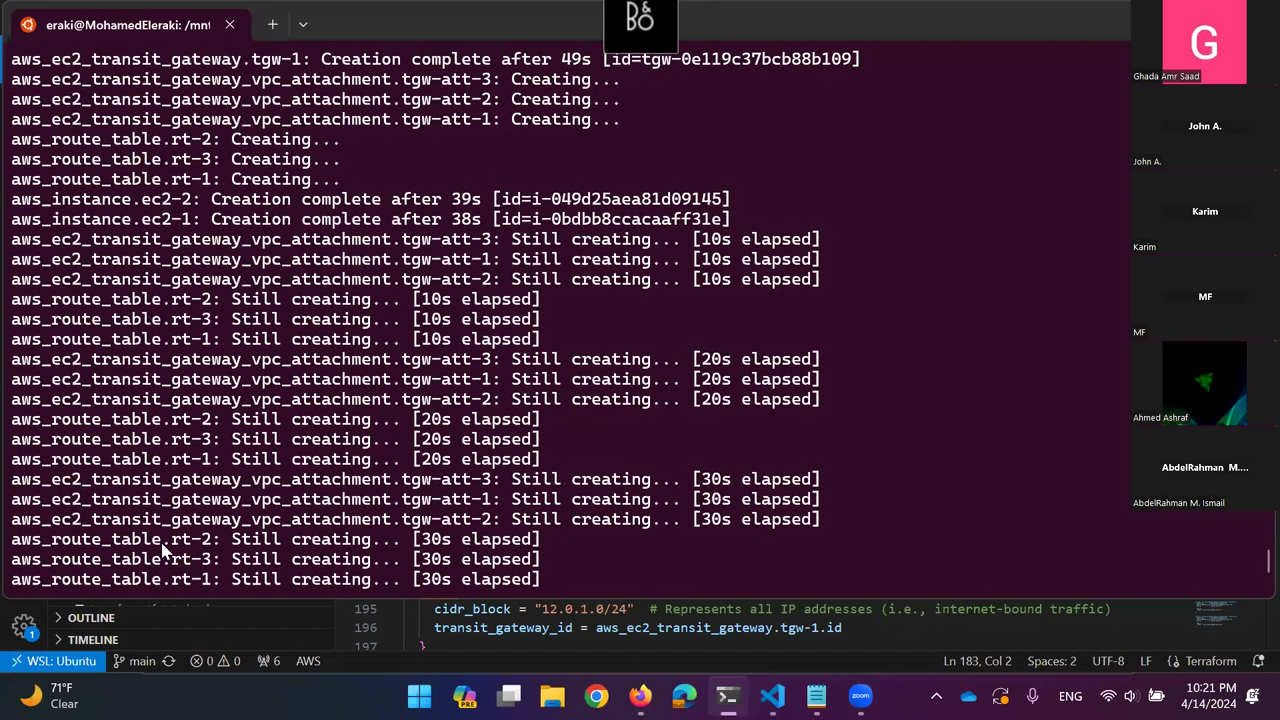 eraki@MohamedEleraki: /mnt
D&
BO
aws_ec2_transit_gateway.tgw-1: Creation complete after 49s [id=tgw-0e119c37bcb88b109]
aws_ec2_transit_gateway_vpc_attachment.tgw-att-3: Creating...
aws_ec2_transit_gateway_vpc_attachment.tgw-att-2: Creating...
aws_ec2_transit_gateway_vpc_attachment.tgw-att-1: Creating...
aws_route_table.rt-2: Creating...
aws_route_table.rt-3: Creating...
aws_route_table.rt-1: Creating...
aws_instance.ec2-2: Creation complete after 39s [id=i-049d25aea81d09145]
aws_instance.ec2-1: Creation complete after 38s [id=i-0bdbb8ccacaaff31e]
aws_ec2_transit_gateway_vpc_attachment.tgw-att-3: Still creating... [10s elapsed]
aws_ec2_transit_gateway_vpc_attachment.tgw-att-1: Still creating... [10s elapsed]
aws_ec2_transit_gateway_vpc_attachment.tgw-att-2: Still creating... [10s elapsed]
aws_route_table.rt-2: Still creating... [10s elapsed]
aws_route_table.rt-3: Still creating... [10s elapsed]
aws_route_table.rt-1: Still creating... [10s elapsed]
aws_ec2_transit_gateway_vpc_attachment.tgw-att-3: Still creating... [20s elapsed]
aws_ec2_transit_gateway_vpc_attachment.tgw-att-1: Still creating... [20s elapsed]
aws_ec2_transit_gateway_vpc_attachment.tgw-att-2: Still creating... [20s elapsed]
aws_route_table.rt-2: Still creating... [20s elapsed]
aws_route_table.rt-3: Still creating... [20s elapsed]
aws_route_table.rt-1: Still creating... [20s elapsed]
aws_ec2_transit_gateway_vpc_attachment.tgw-att-3: Still creating... [30s elapsed]
aws_ec2_transit_gateway_vpc_attachment.tgw-att-1: Still creating... [30s elapsed]
aws_ec2_transit_gateway_vpc_attachment.tgw-att-2: Still creating... [30s elapsed]
aws_route_table.rt-2: Still creating... [30s elapsed]
aws_route_table.rt-3: Still creating... [30s elapsed]
aws_route_table.rt-1: Still creating... [30s elapsed]
G
Ghada Amr Saad
John A.
John A.
Karim
Karim
MF
MF
Ahmed Ashraf
AbdelRahman M....
AbdelRahman M. Ismail
OUTLINE
TIMELINE
195 cidr_block = "12.0.1.0/24" # Represents all IP addresses (i.e., internet-bound traffic)
196 transit_gateway_id = aws_ec2_transit_gateway.tgw-1.id
197 }
1
WSL: Ubuntu main 0 0 6 AWS Ln 183, Col 2 Spaces: 2 UTF-8 LF Terraform
71°F
Clear
PRE
ENG
10:21 PM
4/14/2024